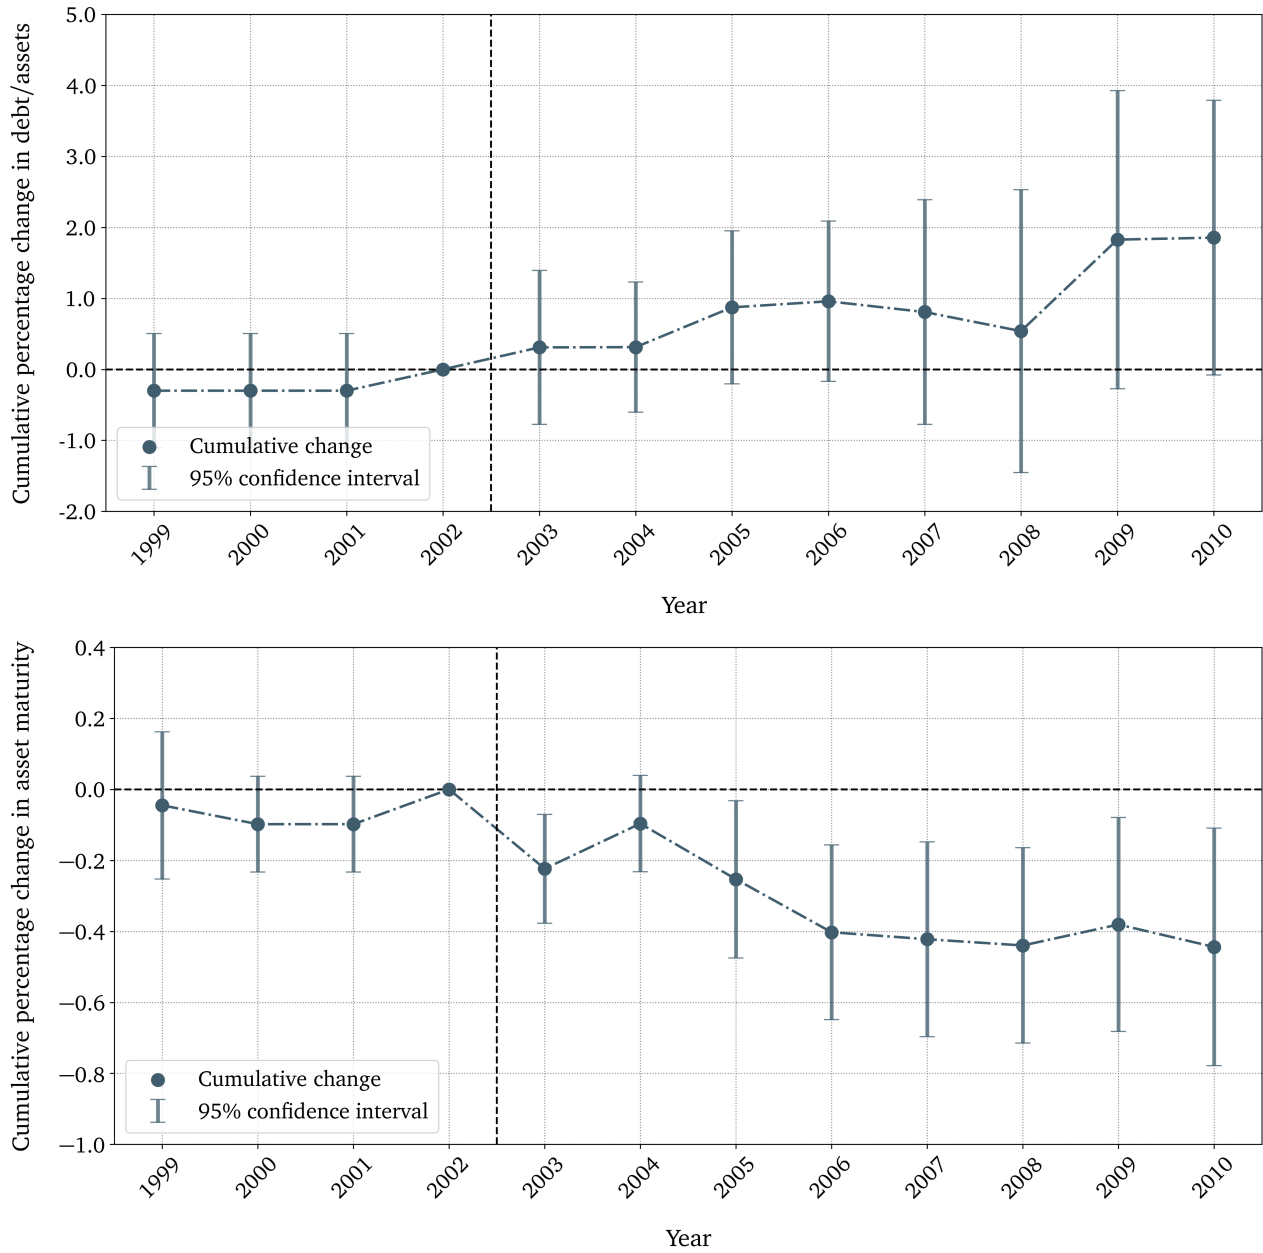 Cumulative percentage change in debt/assets
5.0
4.0
3.0
2.0
1.0
0.0
-1.0
-2.0
Cumulative change
95% confidence interval
1999 2000 2001 2002 2003 2004 2005 2006 2007 2008 2009 2010
Year
Cumulative percentage change in asset maturity
0.4
0.2
0.0
−0.2
−0.4
−0.6
−0.8
−1.0
Cumulative change
95% confidence interval
1999 2000 2001 2002 2003 2004 2005 2006 2007 2008 2009 2010
Year